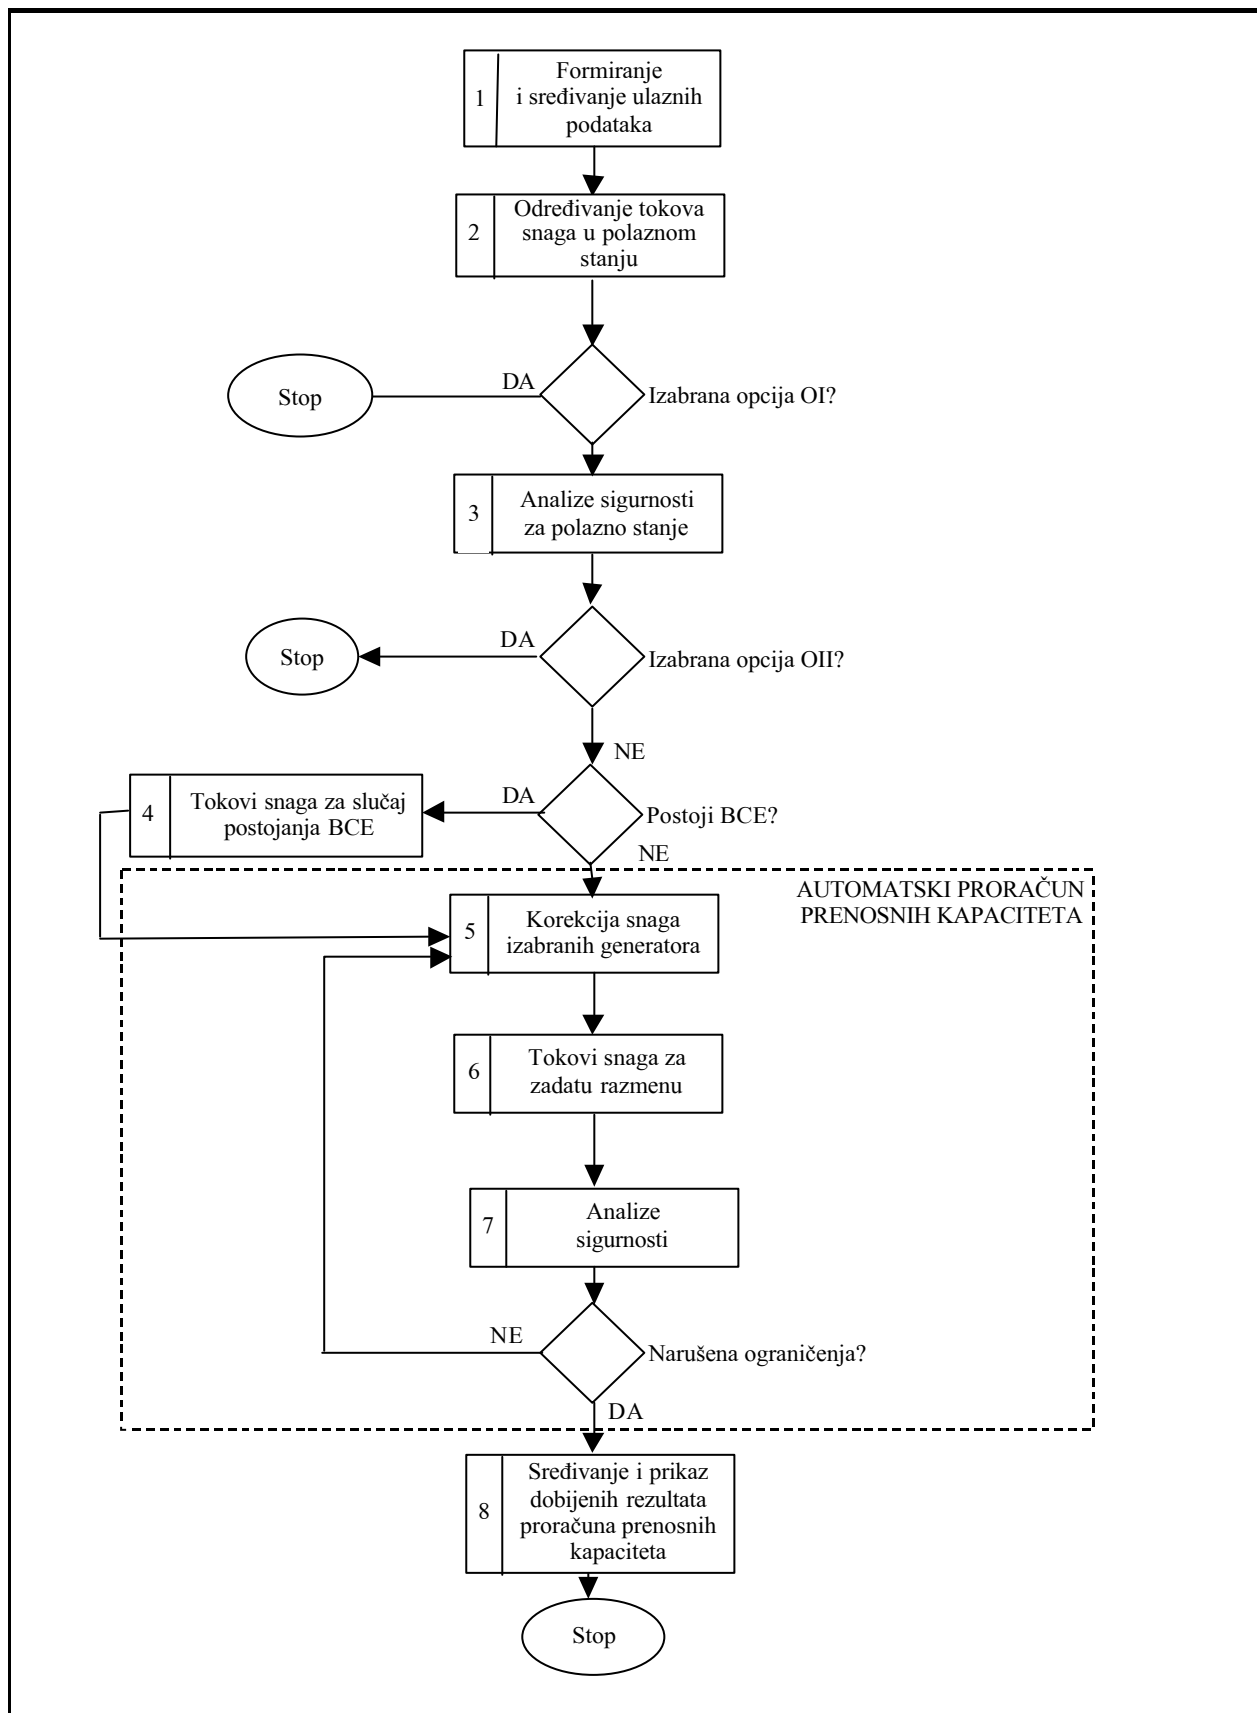 Formiranje
1
i sređivanje ulaznih
podataka
Određivanje tokova
2
snaga u polaznom
stanju
DA
Stop
Izabrana opcija OI?
3
Analize sigurnosti
za polazno stanje
DA
Stop
Izabrana opcija OII?
NE
4
Tokovi snaga za slučaj
postojanja BCE
DA
Postoji BCE?
NE
AUTOMATSKI PRORAČUN
PRENOSNIH KAPACITETA
5
Korekcija snaga
izabranih generatora
6
Tokovi snaga za
zadatu razmenu
7
Analize
sigurnosti
NE
Narušena ograničenja?
DA
8
Sređivanje i prikaz
dobijenih rezultata
proračuna prenosnih
kapaciteta
Stop